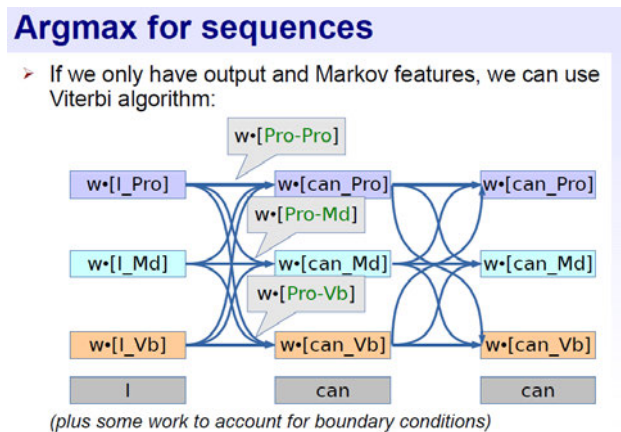 Argmax for sequences
➢ If we only have output and Markov features, we can use
Viterbi algorithm:
w•[Pro-Pro]
w•[I_Pro] w•[can_Pro] w•[can_Pro]
w•[Pro-Md]
w•[I_Md] w•[can_Md] w•[can_Md]
w•[Pro-Vb]
w•[I_Vb] w•[can_Vb] w•[can_Vb]
I can can
(plus some work to account for boundary conditions)